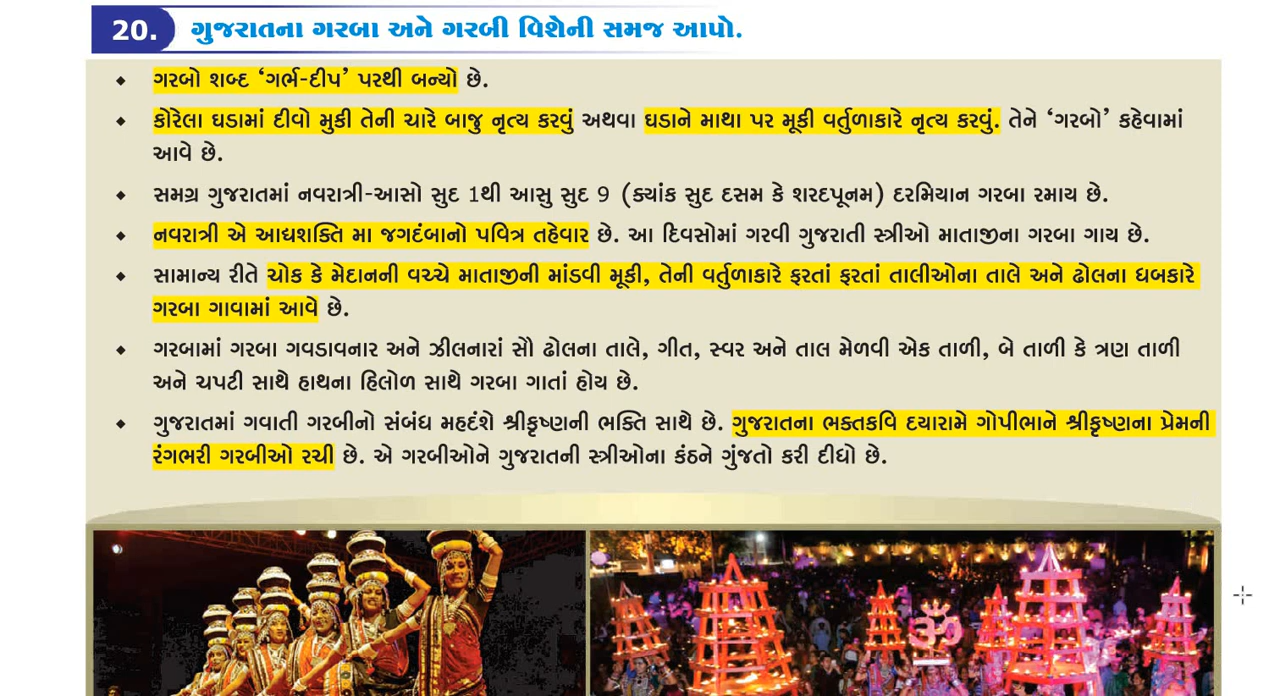 20. ગુજરાતના ગરબા અને ગરબી વિશેની સમજ આપો.
◆ ગરબો શબ્દ ‘ગર્ભ-દીપ’ પરથી બન્યો છે.
◆ કોરેલા ઘડામાં દીવો મુકી તેની ચારે બાજુ નૃત્ય કરવું અથવા ઘડાને માથા પર મૂકી વર્તુળાકારે નૃત્ય કરવું. તેને ‘ગરબો’ કહેવામાં
આવે છે.
◆ સમગ્ર ગુજરાતમાં નવરાત્રી-આસો સુદ 1થી આસુ સુદ 9 (ક્યાંક સુદ દસમ કે શરદપૂનમ) દરમિયાન ગરબા રમાય છે.
◆ નવરાત્રી એ આદ્યશક્તિ મા જગદંબાનો પવિત્ર તહેવાર છે. આ દિવસોમાં ગરવી ગુજરાતી સ્ત્રીઓ માતાજીના ગરબા ગાય છે.
◆ સામાન્ય રીતે ચોક કે મેદાનની વચ્ચે માતાજીની માંડવી મૂકી, તેની વર્તુળાકારે ફરતાં ફરતાં તાલીઓના તાલે અને ઢોલના ધબકારે
ગરબા ગાવામાં આવે છે.
◆ ગરબામાં ગરબા ગવડાવનાર અને ઝીલનારાં સૌ ઢોલના તાલે, ગીત, સ્વર અને તાલ મેળવી એક તાળી, બે તાળી કે ત્રણ તાળી
અને ચપટી સાથે હાથના હિલોળ સાથે ગરબા ગાતાં હોય છે.
◆ ગુજરાતમાં ગવાતી ગરબીનો સંબંધ મહદંશે શ્રીકૃષ્ણની ભક્તિ સાથે છે. ગુજરાતના ભક્તકવિ દયારામે ગોપીભાને શ્રીકૃષ્ણના પ્રેમની
રંગભરી ગરબીઓ રચી છે. એ ગરબીઓને ગુજરાતની સ્ત્રીઓના કંઠને ગુંજતો કરી દીધો છે.
ૐ